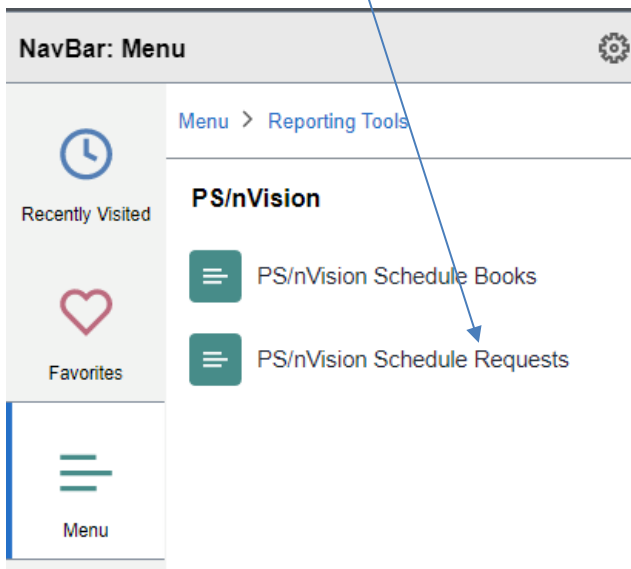 NavBar: Menu
Menu > Reporting Tools
Recently Visited
PS/nVision
PS/nVision Schedule Books
Favorites
PS/nVision Schedule Requests
Menu